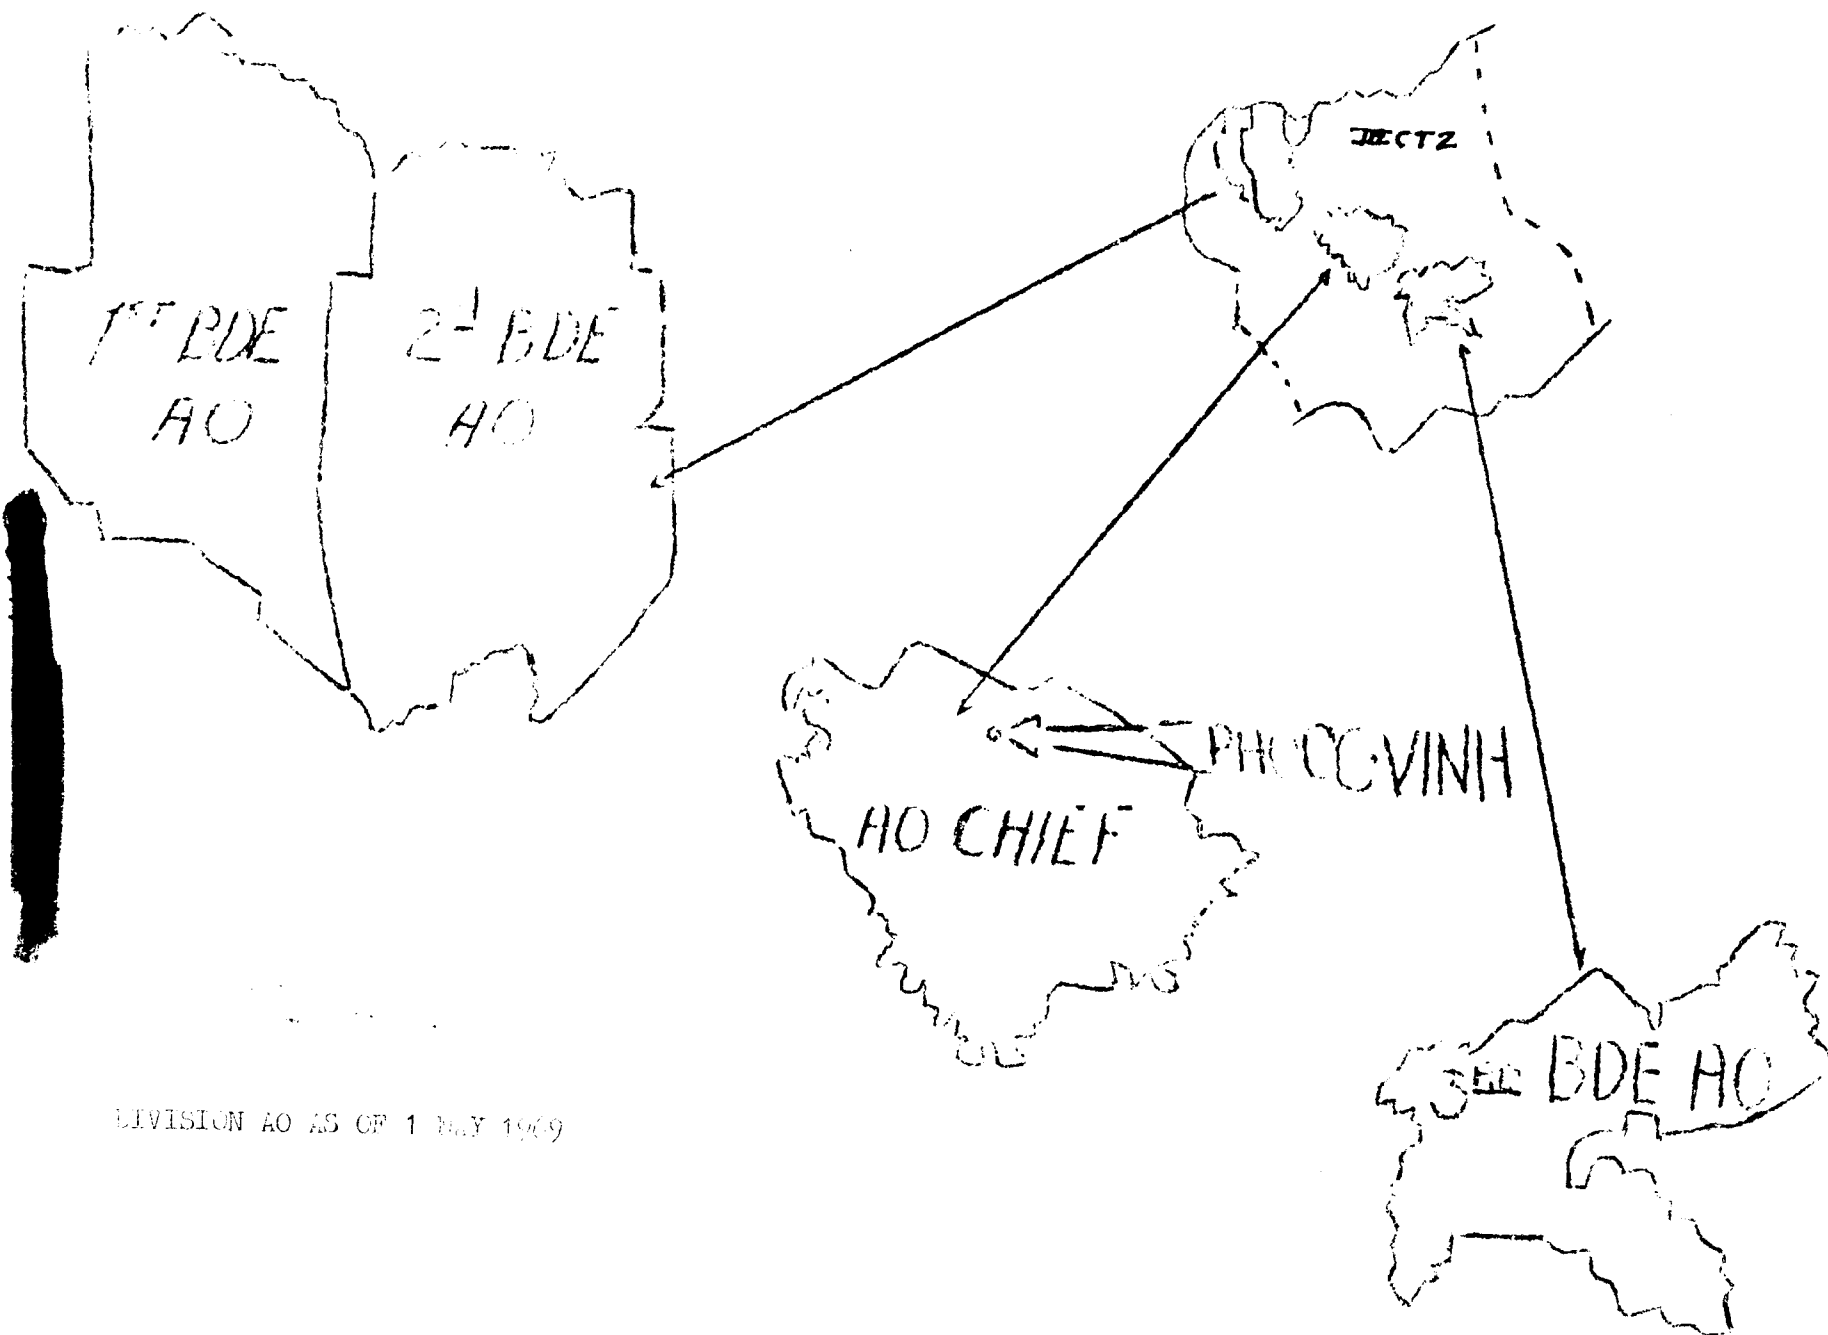 III CTZ
1ST BDE
AO
2d BDE
AO
PHUOC VINH
AO CHIEF
BDE AO
DIVISION AO AS OF 1 MAY 1969